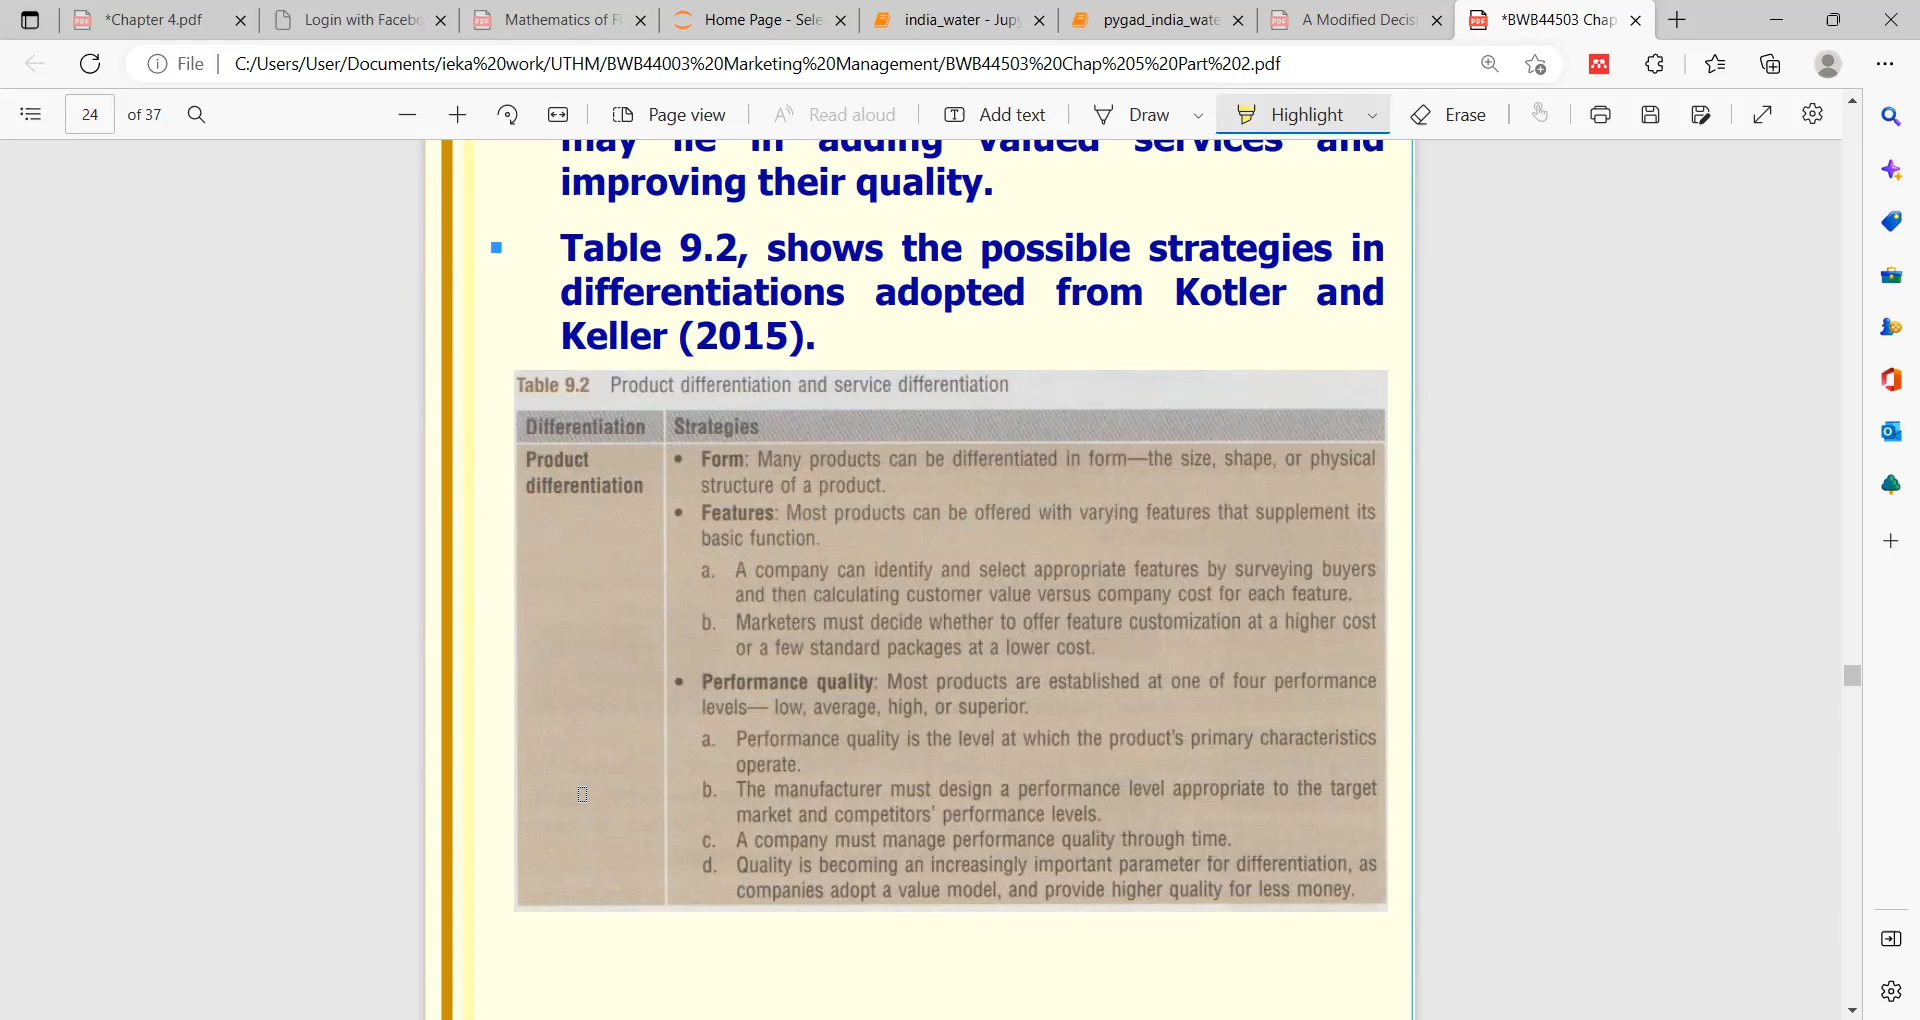 *Chapter 4.pdf
Login with Facebo
Mathematics of Fi
Home Page - Sele
india_water - Jupy
pygad_india_wate
A Modified Decis
*BWB44503 Chap
File
C:/Users/User/Documents/ieka%20work/UTHM/BWB44003%20Marketing%20Management/BWB44503%20Chap%205%20Part%202.pdf
24 of 37
Page view
Read aloud
Add text
Draw
Highlight
Erase
may lie in adding valued services and
improving their quality.
Table 9.2, shows the possible strategies in
differentiations adopted from Kotler and
Keller (2015).
Table 9.2 Product differentiation and service differentiation
Differentiation Strategies
Product
differentiation
• Form: Many products can be differentiated in form—the size, shape, or physical
structure of a product.
• Features: Most products can be offered with varying features that supplement its
basic function.
a. A company can identify and select appropriate features by surveying buyers
and then calculating customer value versus company cost for each feature.
b. Marketers must decide whether to offer feature customization at a higher cost
or a few standard packages at a lower cost.
• Performance quality: Most products are established at one of four performance
levels— low, average, high, or superior.
a. Performance quality is the level at which the product's primary characteristics
operate.
b. The manufacturer must design a performance level appropriate to the target
market and competitors' performance levels.
c. A company must manage performance quality through time.
d. Quality is becoming an increasingly important parameter for differentiation, as
companies adopt a value model, and provide higher quality for less money.